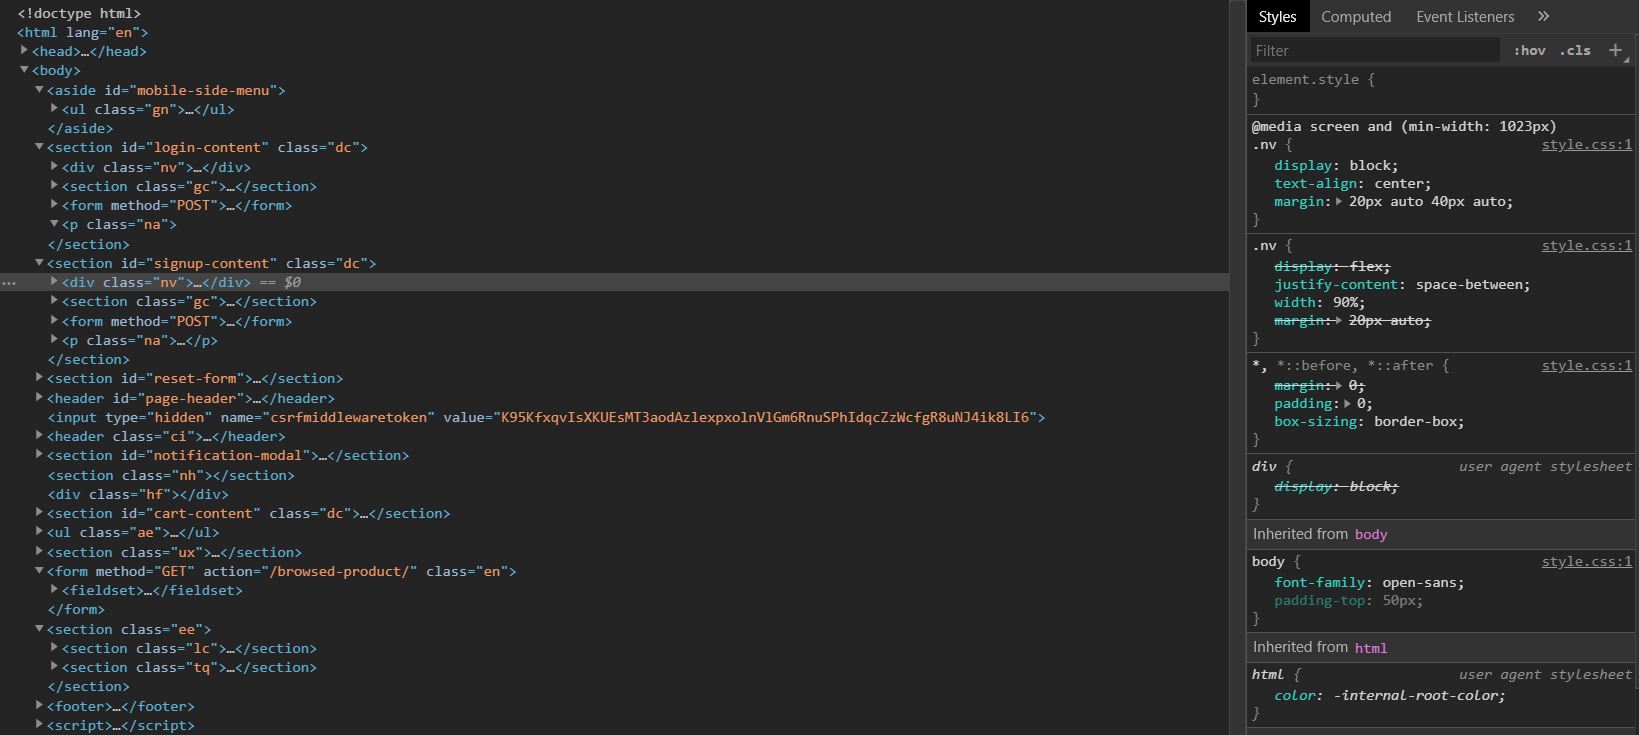 <!doctype html>
<html lang="en">
<head>…</head>
<body>
<aside id="mobile-side-menu">
<ul class="gn">…</ul>
</aside>
<section id="login-content" class="dc">
<div class="nv">…</div>
<section class="gc">…</section>
<form method="POST">…</form>
<p class="na">
</section>
<section id="signup-content" class="dc">
<div class="nv">…</div> == $0
<section class="gc">…</section>
<form method="POST">…</form>
<p class="na">…</p>
</section>
<section id="reset-form">…</section>
<header id="page-header">…</header>
<input type="hidden" name="csrfmiddlewaretoken" value="K95KfxqvIsXKUEsMT3aodAzlexpxolnVlGm6RnuSPhIdqcZzWcfgR8uNJ4ik8LI6">
<header class="ci">…</header>
<section id="notification-modal">…</section>
<section class="nh"></section>
<div class="hf"></div>
<section id="cart-content" class="dc">…</section>
<ul class="ae">…</ul>
<section class="ux">…</section>
<form method="GET" action="/browsed-product/" class="en">
<fieldset>…</fieldset>
</form>
<section class="ee">
<section class="lc">…</section>
<section class="tq">…</section>
</section>
<footer>…</footer>
<script>…</script>
Styles Computed Event Listeners »
Filter :hov .cls +
element.style {
}
@media screen and (min-width: 1023px)
.nv { style.css:1
display: block;
text-align: center;
margin: 20px auto 40px auto;
}
.nv { style.css:1
display: flex;
justify-content: space-between;
width: 90%;
margin: 20px auto;
}
*, *::before, *::after { style.css:1
margin: 0;
padding: 0;
box-sizing: border-box;
}
div { user agent stylesheet
display: block;
}
Inherited from body
body { style.css:1
font-family: open-sans;
padding-top: 50px;
}
Inherited from html
html { user agent stylesheet
color: -internal-root-color;
}